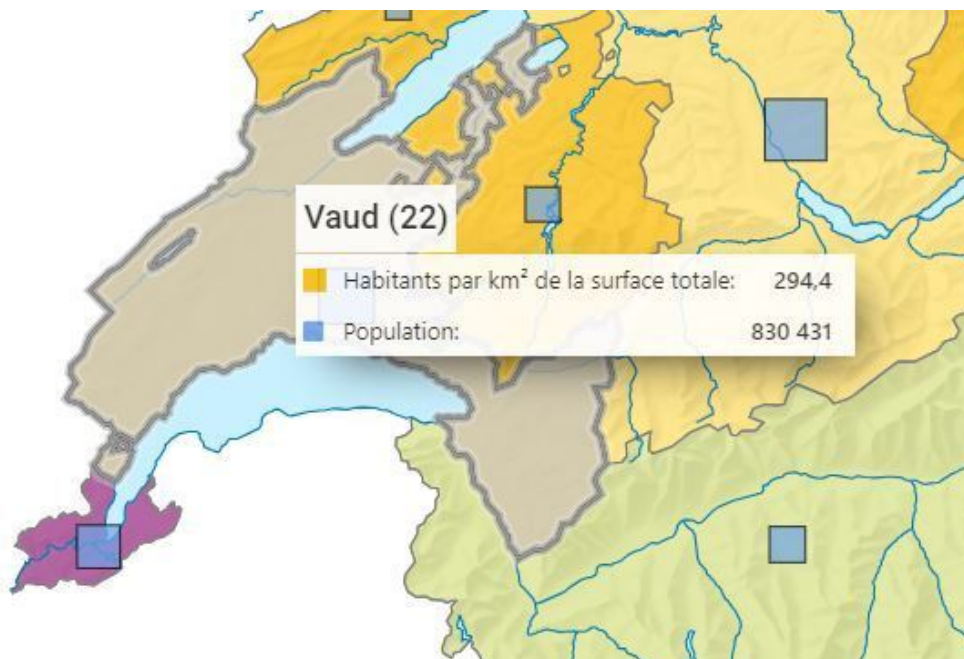 Vaud (22)
Habitants par km² de la surface totale: 294,4
Population: 830 431